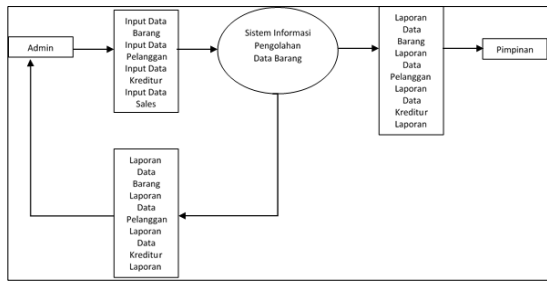 Admin
Input Data
Barang
Input Data
Pelanggan
Input Data
Kreditur
Input Data
Sales
Sistem Informasi
Pengolahan
Data Barang
Laporan
Data
Barang
Laporan
Data
Pelanggan
Laporan
Data
Kreditur
Laporan
Pimpinan
Laporan
Data
Barang
Laporan
Data
Pelanggan
Laporan
Data
Kreditur
Laporan